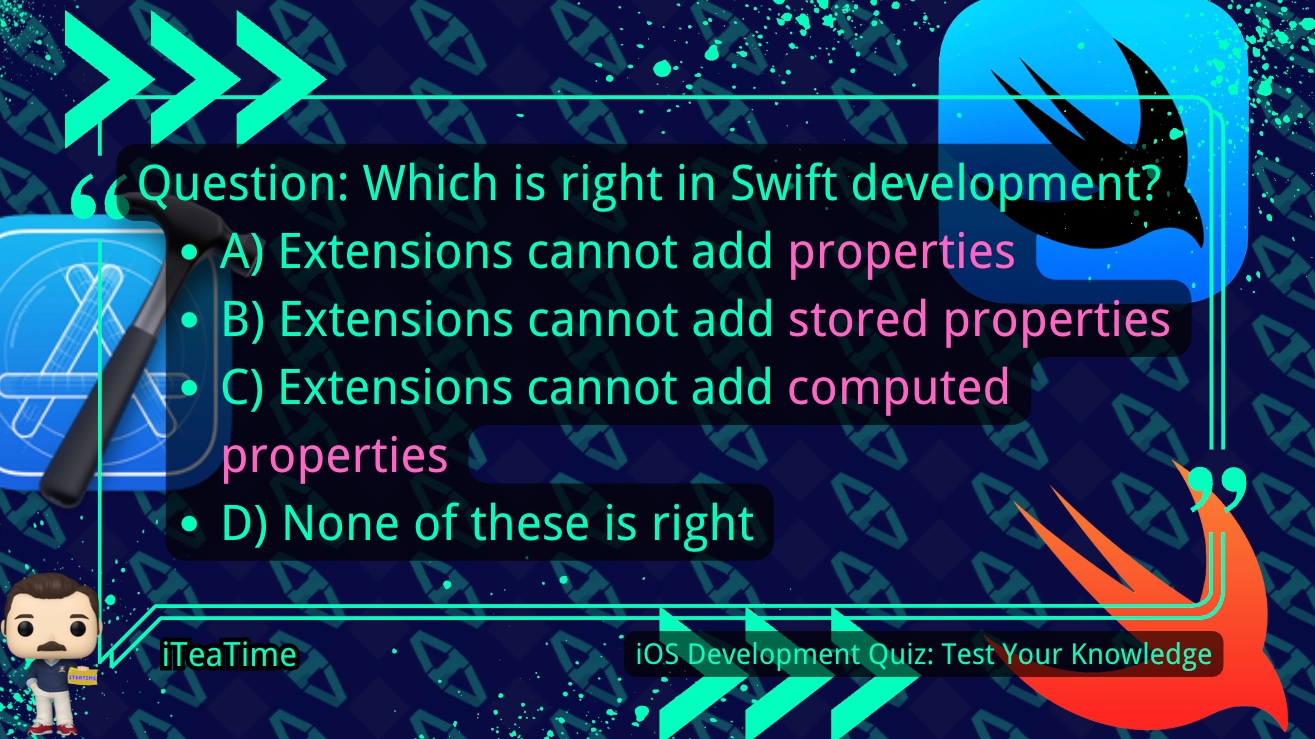 Question: Which is right in Swift development?
• A) Extensions cannot add properties
• B) Extensions cannot add stored properties
• C) Extensions cannot add computed
properties
• D) None of these is right
iTeaTime
iOS Development Quiz: Test Your Knowledge
ITEATIME